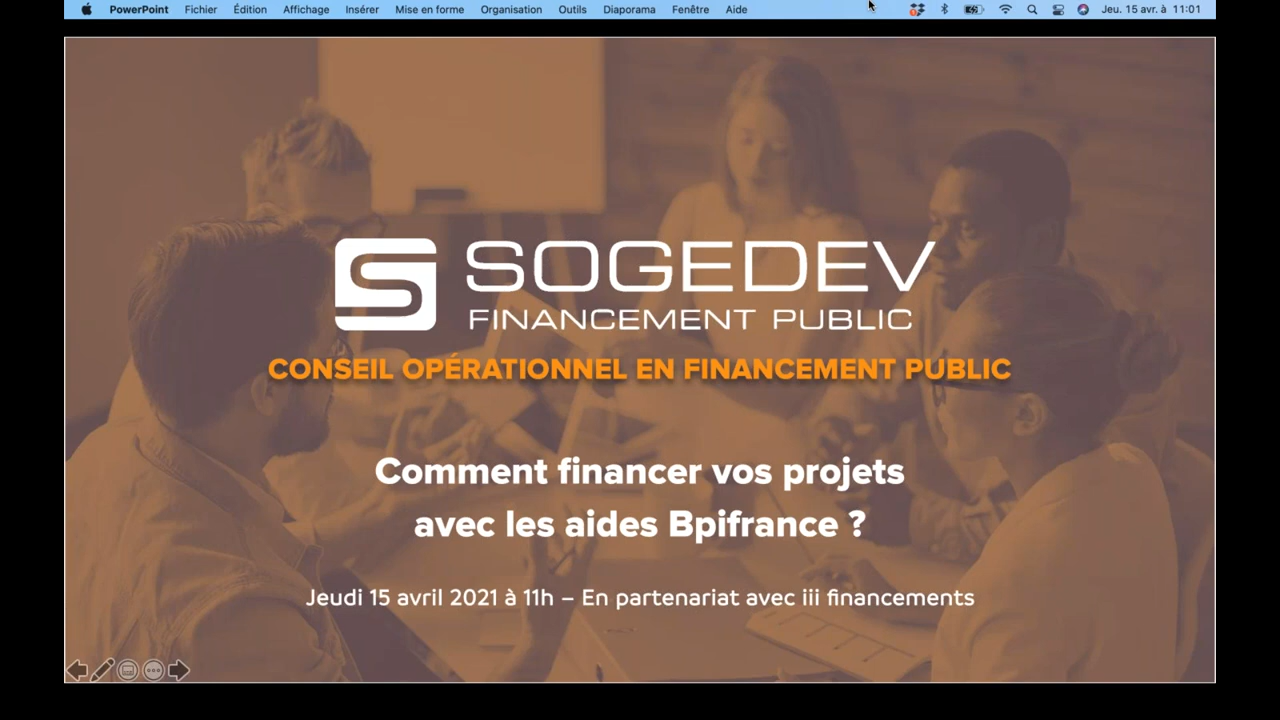 PowerPoint Fichier Édition Affichage Insérer Mise en forme Organisation Outils Diaporama Fenêtre Aide Jeu. 15 avr. à 11:01
SOGEDEV
FINANCEMENT PUBLIC
CONSEIL OPÉRATIONNEL EN FINANCEMENT PUBLIC
Comment financer vos projets
avec les aides Bpifrance ?
Jeudi 15 avril 2021 à 11h – En partenariat avec iii financements